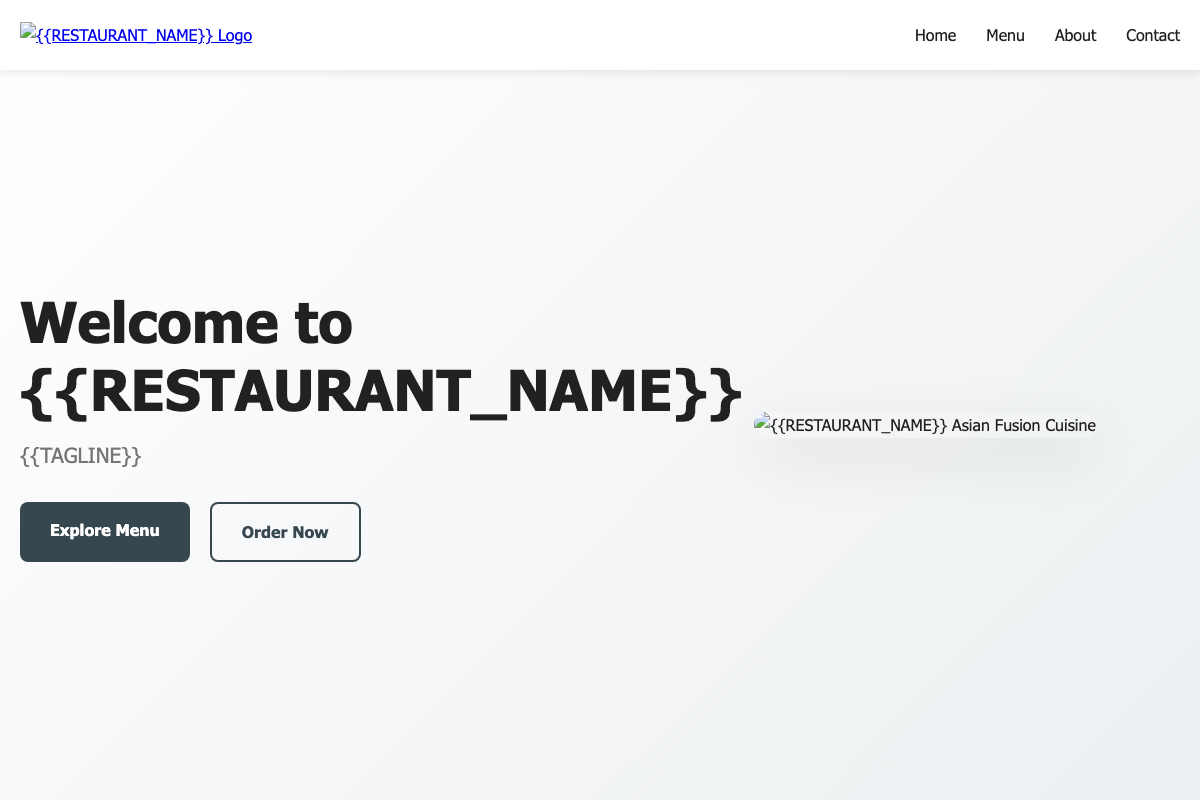 {{RESTAURANT_NAME}} Logo
Home
Menu
About
Contact
Welcome to
{{RESTAURANT_NAME}}
{{TAGLINE}}
Explore Menu
Order Now
{{RESTAURANT_NAME}} Asian Fusion Cuisine